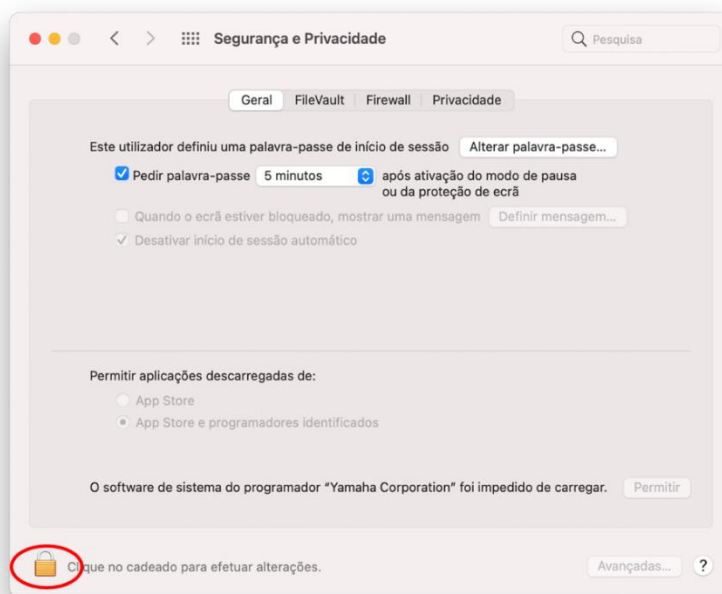 Segurança e Privacidade
Pesquisa
Geral FileVault Firewall Privacidade
Este utilizador definiu uma palavra-passe de início de sessão Alterar palavra-passe...
Pedir palavra-passe 5 minutos após ativação do modo de pausa
ou da proteção de ecrã
Quando o ecrã estiver bloqueado, mostrar uma mensagem Definir mensagem...
Desativar início de sessão automático
Permitir aplicações descarregadas de:
App Store
App Store e programadores identificados
O software de sistema do programador “Yamaha Corporation” foi impedido de carregar. Permitir
Clique no cadeado para efetuar alterações. Avançadas... ?